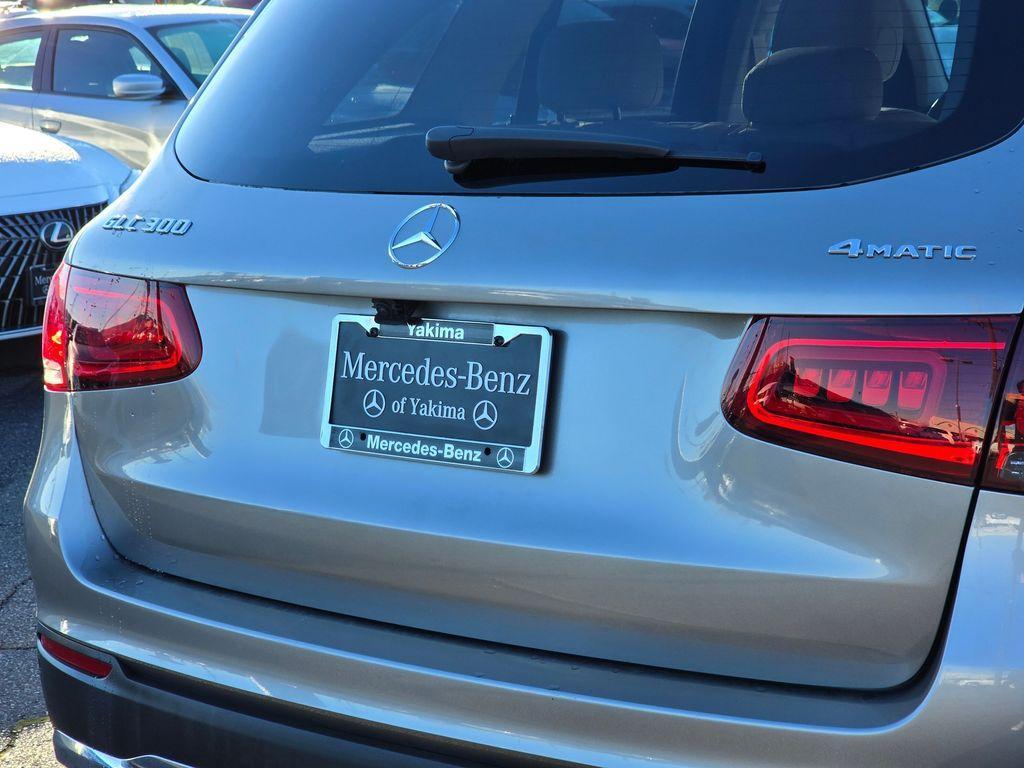 GLC 300
4MATIC
Yakima
Mercedes-Benz
of Yakima
Mercedes-Benz